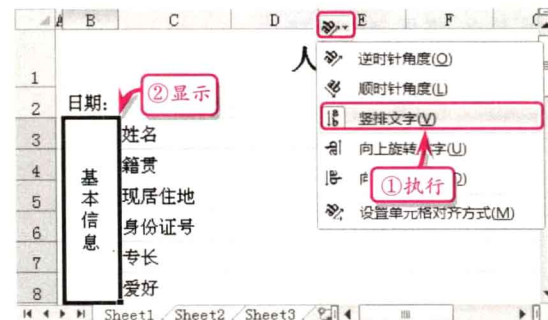 B C D E F
人
逆时针角度(O)
1
顺时针角度(L)
②显示
2 日期:
竖排文字(V)
3 姓名
向上旋转文字(U)
4 籍贯
①执行
5 现居住地
设置单元格对齐方式(M)
6 身份证号
基本信息
7 专长
8 爱好
Sheet1 Sheet2 Sheet3